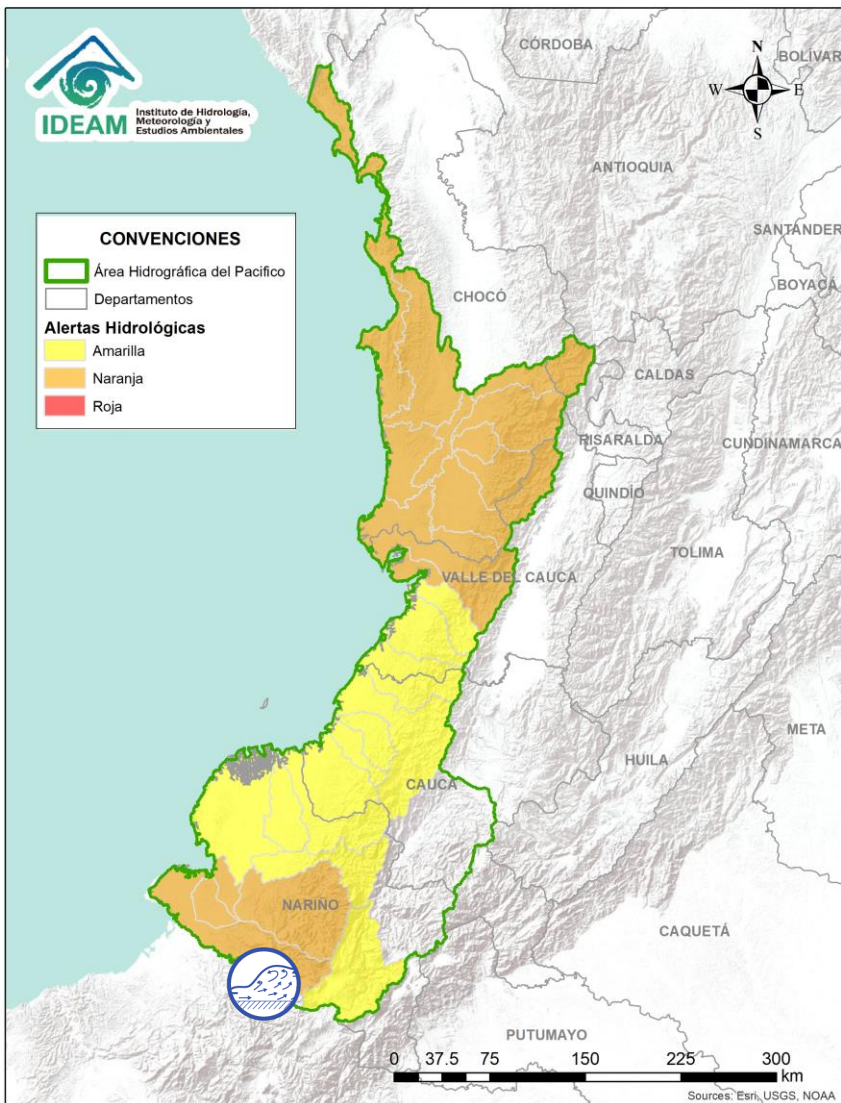 IDEAM
Instituto de Hidrología,
Meteorología y
Estudios Ambientales
CÓRDOBA
BOLÍVAR
N
W
E
S
ANTIOQUIA
SANTANDER
BOYACÁ
CONVENCIONES
Área Hidrográfica del Pacifico
Departamentos
Alertas Hidrológicas
Amarilla
Naranja
Roja
CHOCÓ
CALDAS
RISARALDA
CUNDINAMARCA
QUINDÍO
TOLIMA
VALLE DEL CAUCA
META
HUILA
CAUCA
NARIÑO
CAQUETÁ
PUTUMAYO
0 37.5 75 150 225 300
km
Sources: Esri, USGS, NOAA